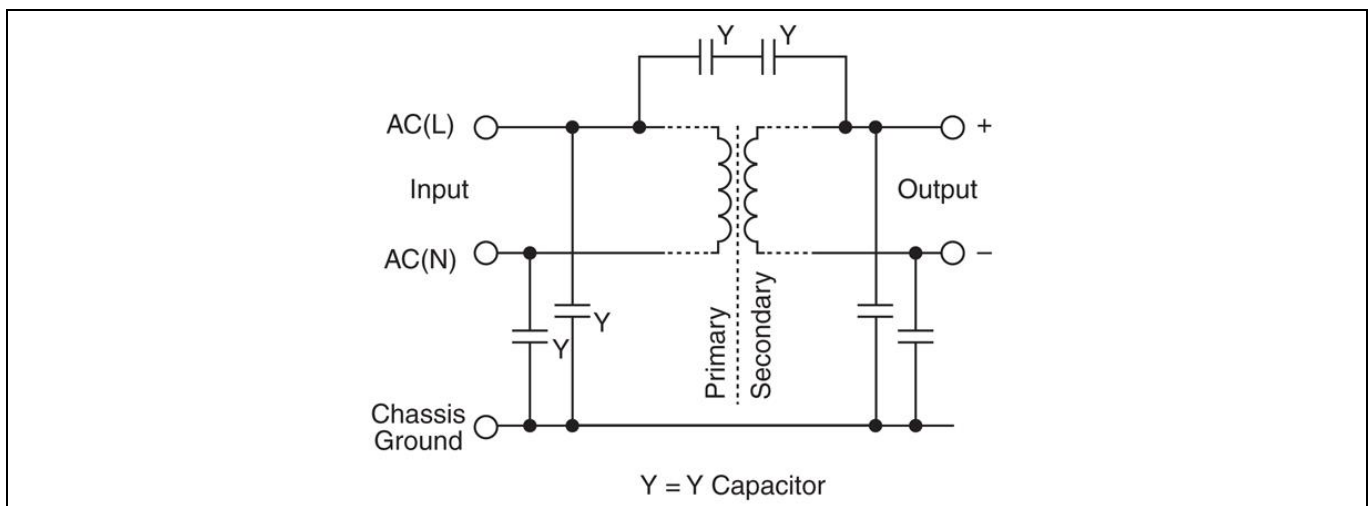 Y Y
AC(L)
+
Input
Output
AC(N)
–
Y
Y
Primary
Secondary
Chassis
Ground
Y = Y Capacitor